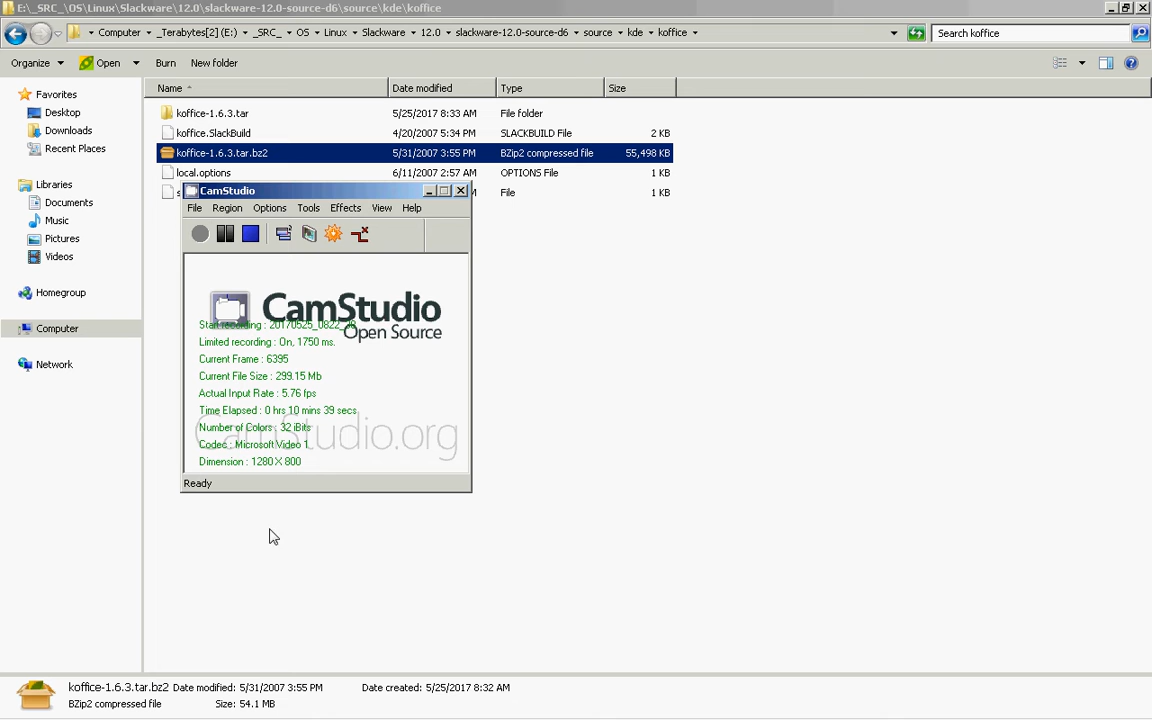 E:\_SRC_\OS\Linux\Slackware\12.0\slackware-12.0-source-d6\source\kde\koffice
Computer _Terabytes[2] (E:) _SRC_ OS Linux Slackware 12.0 slackware-12.0-source-d6 source kde koffice Search koffice
Organize Open Burn New folder
Name Date modified Type Size
Favorites
Desktop
Downloads
Recent Places
Libraries
Documents
Music
Pictures
Videos
Homegroup
Computer
Network
koffice-1.6.3.tar 5/25/2017 8:33 AM File folder
koffice.SlackBuild 4/20/2007 5:34 PM SLACKBUILD File 2 KB
koffice-1.6.3.tar.bz2 5/31/2007 3:55 PM BZip2 compressed file 55,498 KB
local.options 6/11/2007 2:57 AM OPTIONS File 1 KB
s M File 1 KB
CamStudio
File Region Options Tools Effects View Help
CamStudio
Open Source
Start recording : 20170525_0822_
Limited recording : On, 1750 ms.
Current Frame : 6395
Current File Size : 299.15 Mb
Actual Input Rate : 5.76 fps
Time Elapsed : 0 hrs 10 mins 39 secs
CamStudio.org
Number of Colors : 32 iBits
Codec : Microsoft Video 1
Dimension : 1280 X 800
Ready
koffice-1.6.3.tar.bz2 Date modified: 5/31/2007 3:55 PM Date created: 5/25/2017 8:32 AM
BZip2 compressed file Size: 54.1 MB